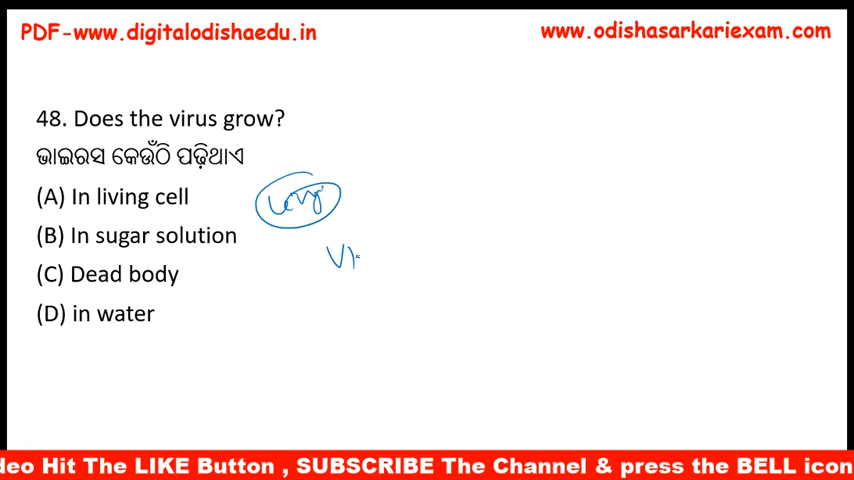 PDF-www.digitalodishaedu.in
www.odishasarkariexam.com
48. Does the virus grow?
ଭାଇରସ କେଉଁଠି ପଢ଼ିଥାଏ
(A) In living cell
(B) In sugar solution
(C) Dead body
(D) in water
deo Hit The LIKE Button , SUBSCRIBE The Channel & press the BELL icon